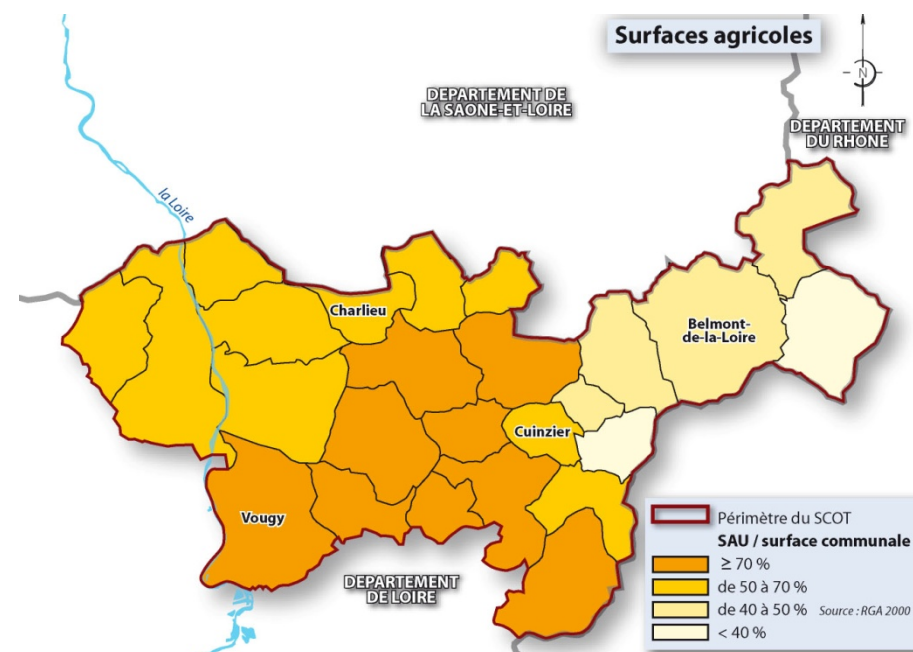 Surfaces agricoles
N
DEPARTEMENT DE
LA SAONE-ET-LOIRE
DEPARTEMENT
DU RHONE
la Loire
Charlieu
Belmont-
de-la-Loire
Cuinzier
Vougy
DEPARTEMENT
DE LOIRE
Périmètre du SCOT
SAU / surface communale
≥ 70 %
de 50 à 70 %
de 40 à 50 % Source : RGA 2000
< 40 %